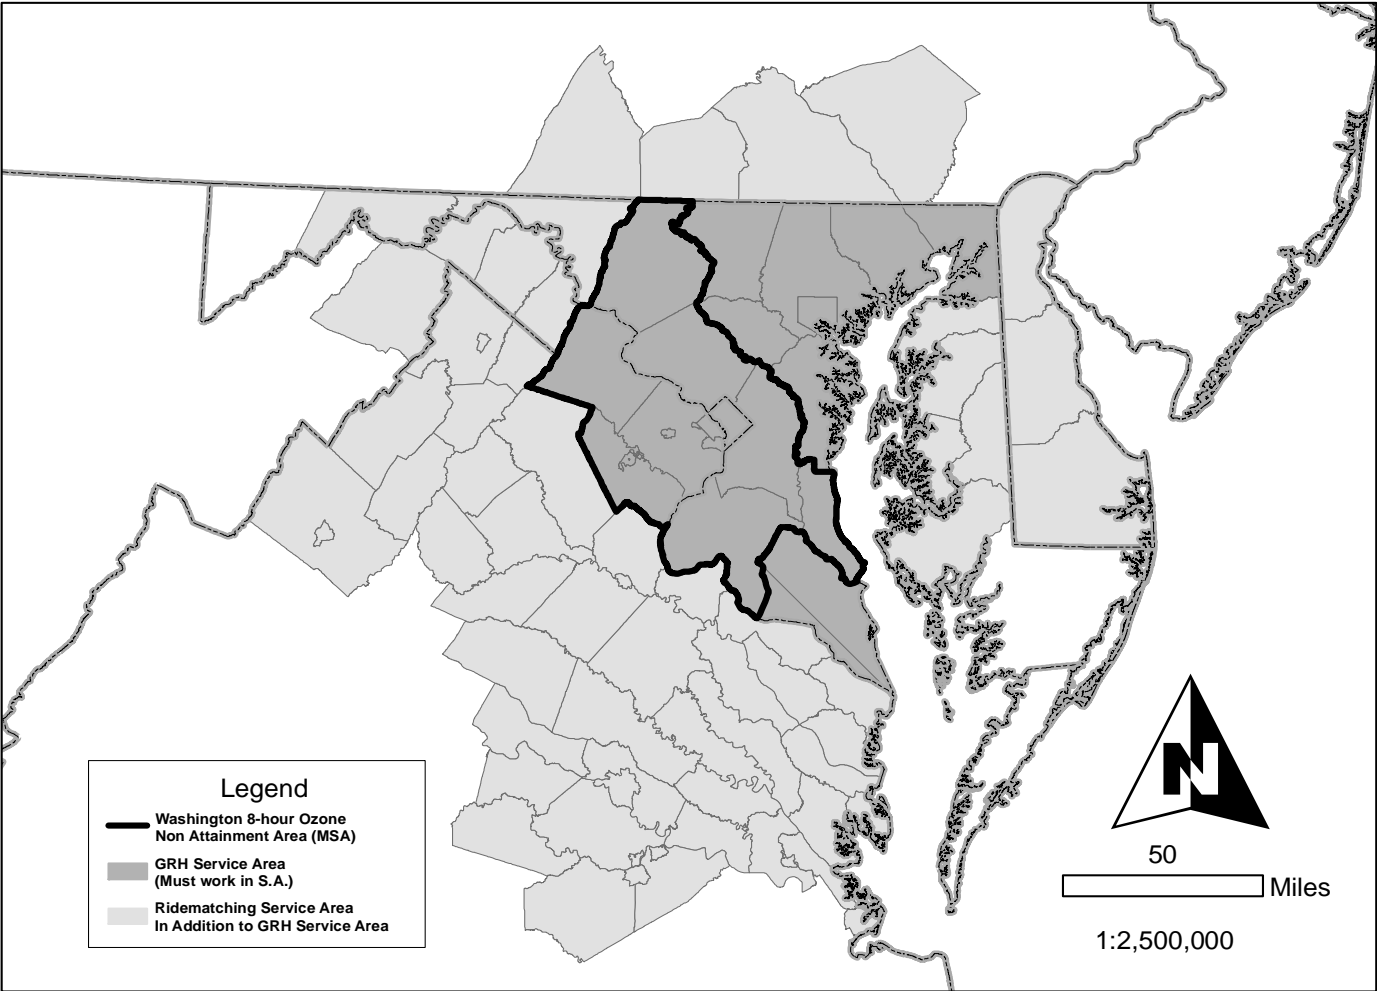 Legend
Washington 8-hour Ozone
Non Attainment Area (MSA)
GRH Service Area
(Must work in S.A.)
Ridematching Service Area
In Addition to GRH Service Area
N
50
Miles
1:2,500,000